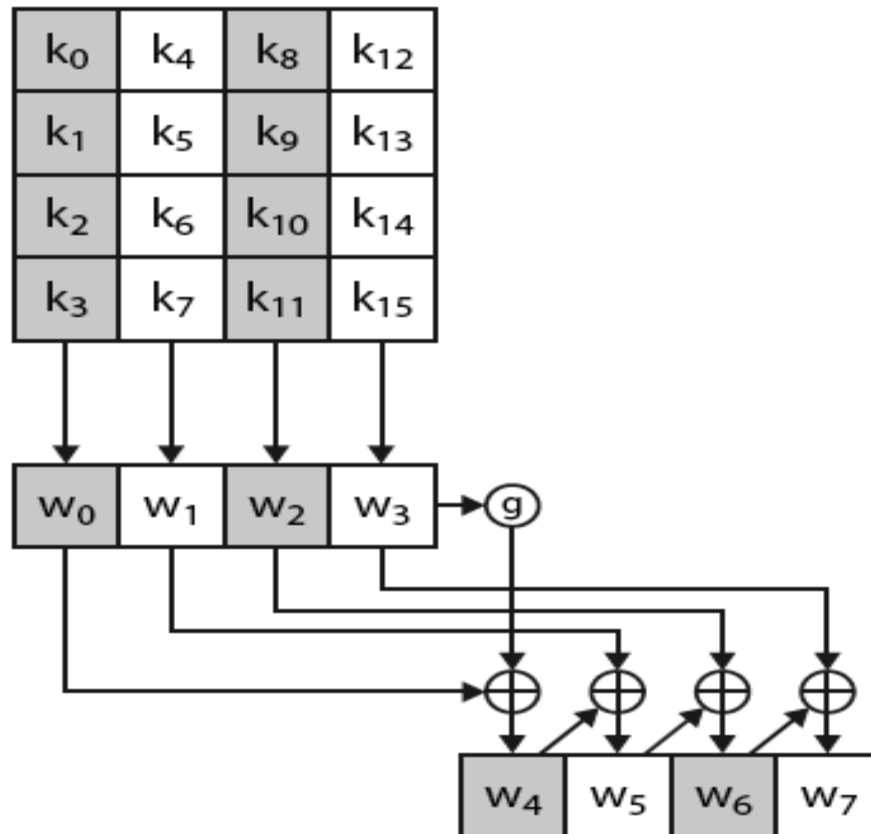 k₀ k₄ k₈ k₁₂
k₁ k₅ k₉ k₁₃
k₂ k₆ k₁₀ k₁₄
k₃ k₇ k₁₁ k₁₅
w₀ w₁ w₂ w₃ g
w₄ w₅ w₆ w₇